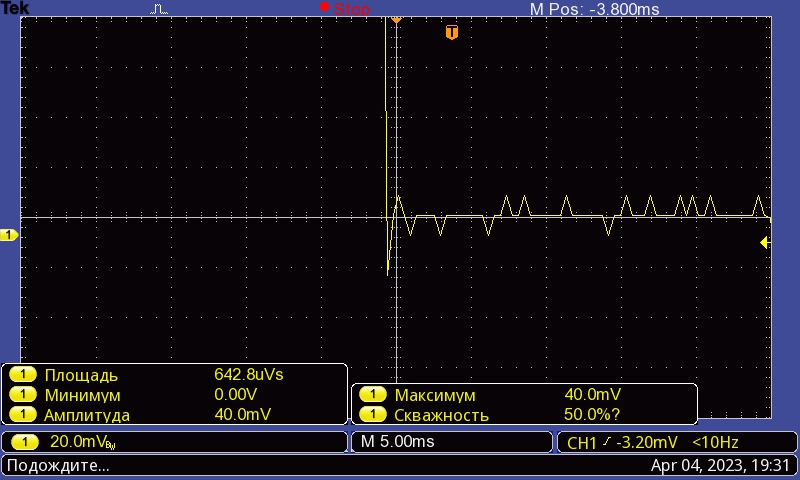 Tek Stop M Pos: -3.800ms
T
1
1 Площадь 642.8uVs
1 Минимум 0.00V
1 Амплитуда 40.0mV
1 Максимум 40.0mV
1 Скважность 50.0%?
1 20.0mVBW
M 5.00ms
CH1 -3.20mV <10Hz
Подождите... Apr 04, 2023, 19:31